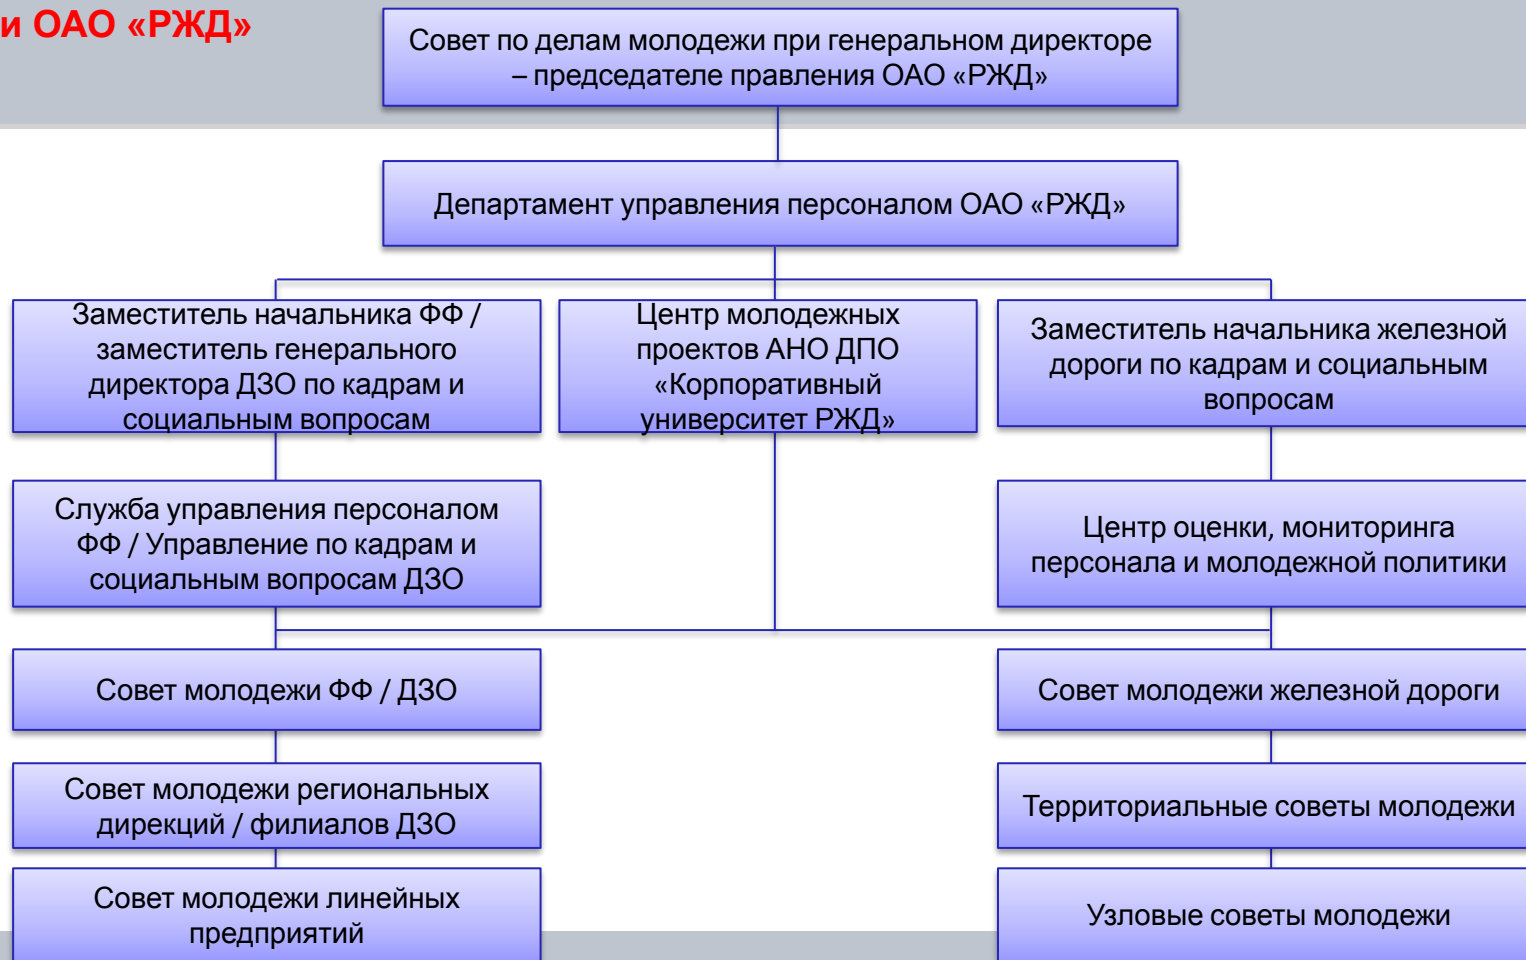 и ОАО «РЖД»
Совет по делам молодежи при генеральном директоре
– председателе правления ОАО «РЖД»
Департамент управления персоналом ОАО «РЖД»
Заместитель начальника ФФ /
заместитель генерального
директора ДЗО по кадрам и
социальным вопросам
Центр молодежных
проектов АНО ДПО
«Корпоративный
университет РЖД»
Заместитель начальника железной
дороги по кадрам и социальным
вопросам
Служба управления персоналом
ФФ / Управление по кадрам и
социальным вопросам ДЗО
Центр оценки, мониторинга
персонала и молодежной политики
Совет молодежи ФФ / ДЗО
Совет молодежи железной дороги
Совет молодежи региональных
дирекций / филиалов ДЗО
Территориальные советы молодежи
Совет молодежи линейных
предприятий
Узловые советы молодежи